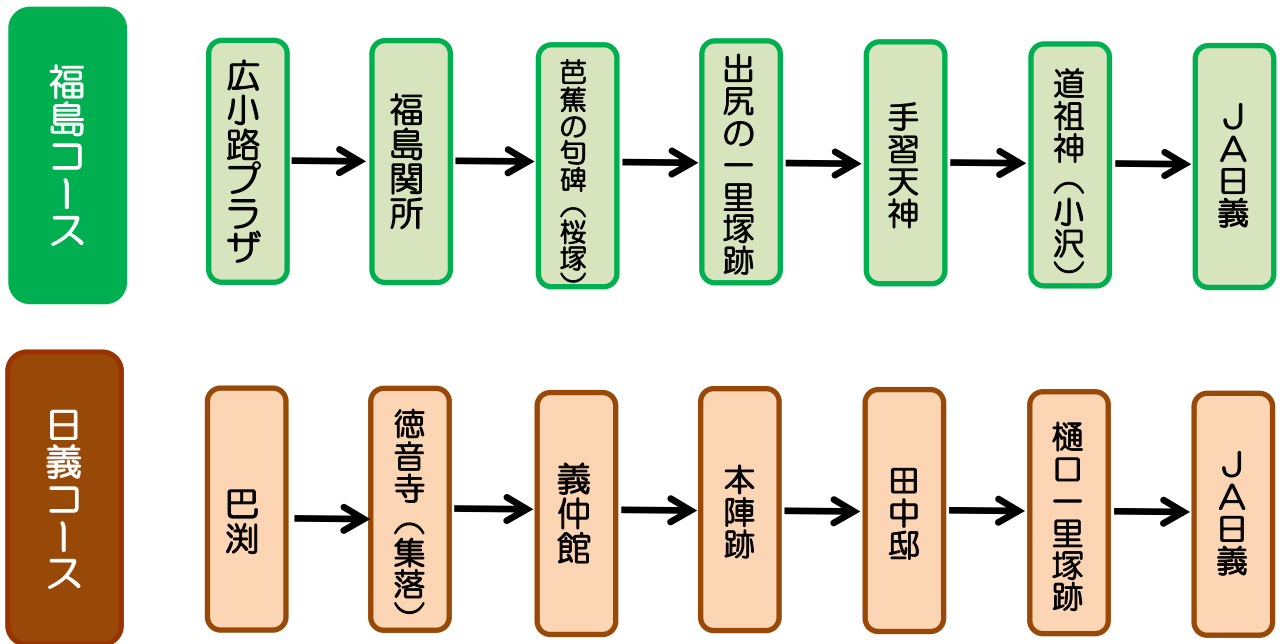 福島コース
広小路プラザ
福島関所
芭蕉の句碑（桜塚）
出尻の一里塚跡
手習天神
道祖神（小沢）
ＪＡ日義
日義コース
巴渕
徳音寺（集落）
義仲館
本陣跡
田中邸
樋口一里塚跡
ＪＡ日義